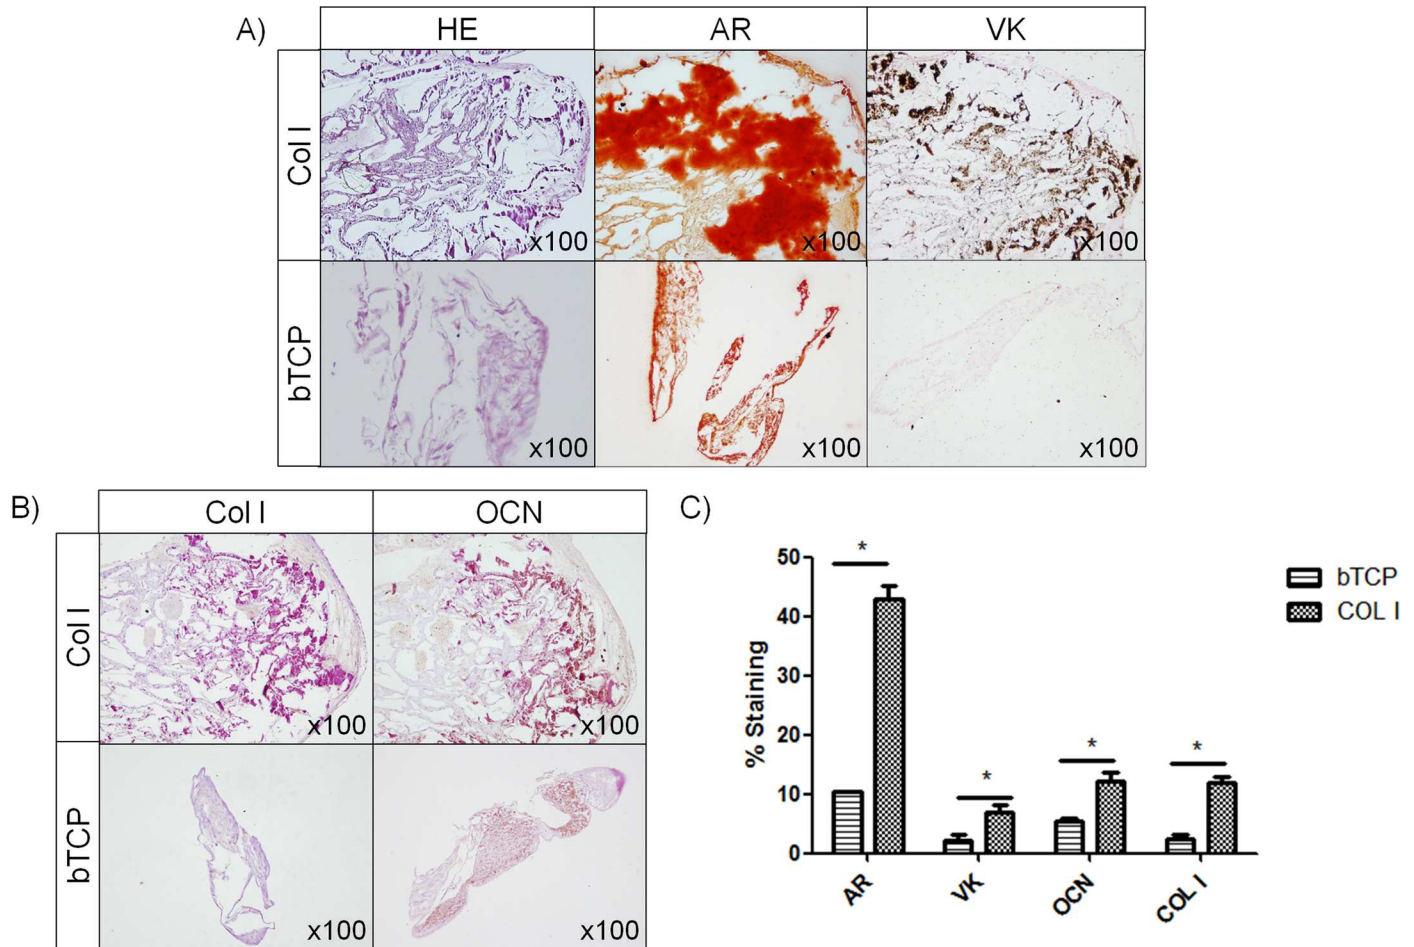 A)
HE AR VK
Col I
x100 x100 x100
bTCP
x100 x100 x100
B)
Col I OCN
Col I
x100 x100
bTCP
x100 x100
C)
% Staining
50
40
30
20
10
0
* * * *
AR VK OCN COL I
bTCP
COL I